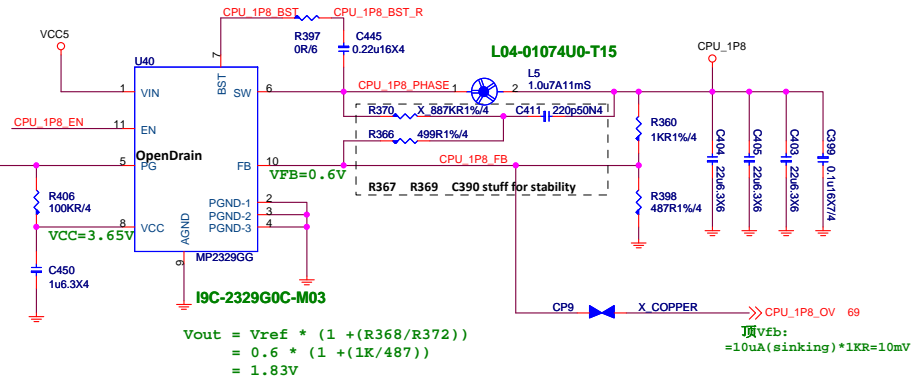 CPU_1P8_BST
CPU_1P8_BST_R
VCC5
R397
0R/6
C445
0.22u16X4
L04-01074U0-T15
CPU_1P8
U40
7
BST
1
VIN
SW
6
CPU_1P8_PHASE
1
2
L5
1.0u7A11mS
CPU_1P8_EN
11
EN
R370
X_887KR1%/4
C411
220p50N4
R360
1KR1%/4
R366
499R1%/4
OpenDrain
5
PG
FB
10
CPU_1P8_FB
VFB=0.6V
C404
22u6.3X6
C405
22u6.3X6
C403
22u6.3X6
0.1u16X7/4
R406
100KR/4
R367 R369 C390 stuff for stability
R398
487R1%/4
PGND-1
2
PGND-2
3
PGND-3
4
8
VCC
VCC=3.65V
AGND
9
MP2329GG
C450
1u6.3X4
I9C-2329G0C-M03
CP9
X_COPPER
CPU_1P8_OV 69
Vout = Vref * (1 +(R368/R372))
= 0.6 * (1 +(1K/487))
= 1.83V
顶Vfb:
=10uA(sinking)*1KR=10mV